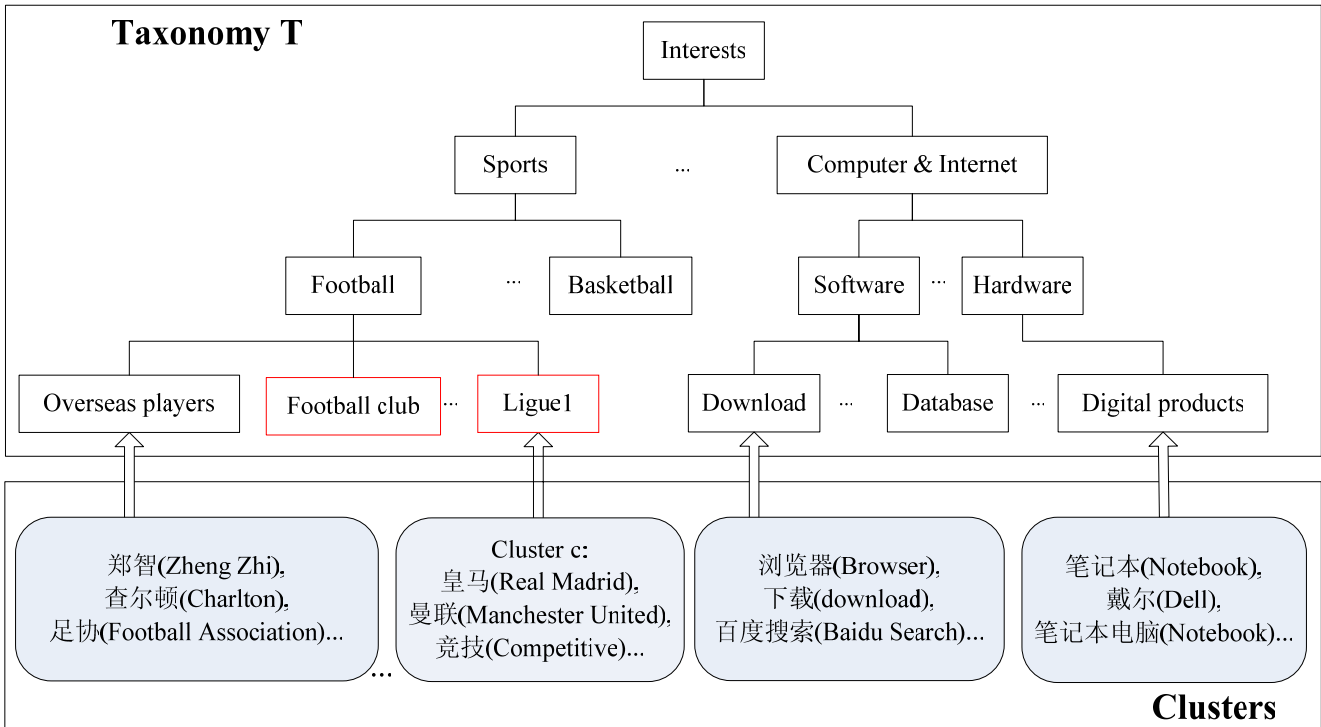 Taxonomy T
Interests
Sports
...
Computer & Internet
Football
...
Basketball
Software
...
Hardware
Overseas players
Football club
...
Ligue1
Download
...
Database
...
Digital products
郑智(Zheng Zhi),
查尔顿(Charlton),
足协(Football Association)...
...
Cluster c:
皇马(Real Madrid),
曼联(Manchester United),
竞技(Competitive)...
浏览器(Browser),
下载(download),
百度搜索(Baidu Search)...
笔记本(Notebook),
戴尔(Dell),
笔记本电脑(Notebook)...
Clusters